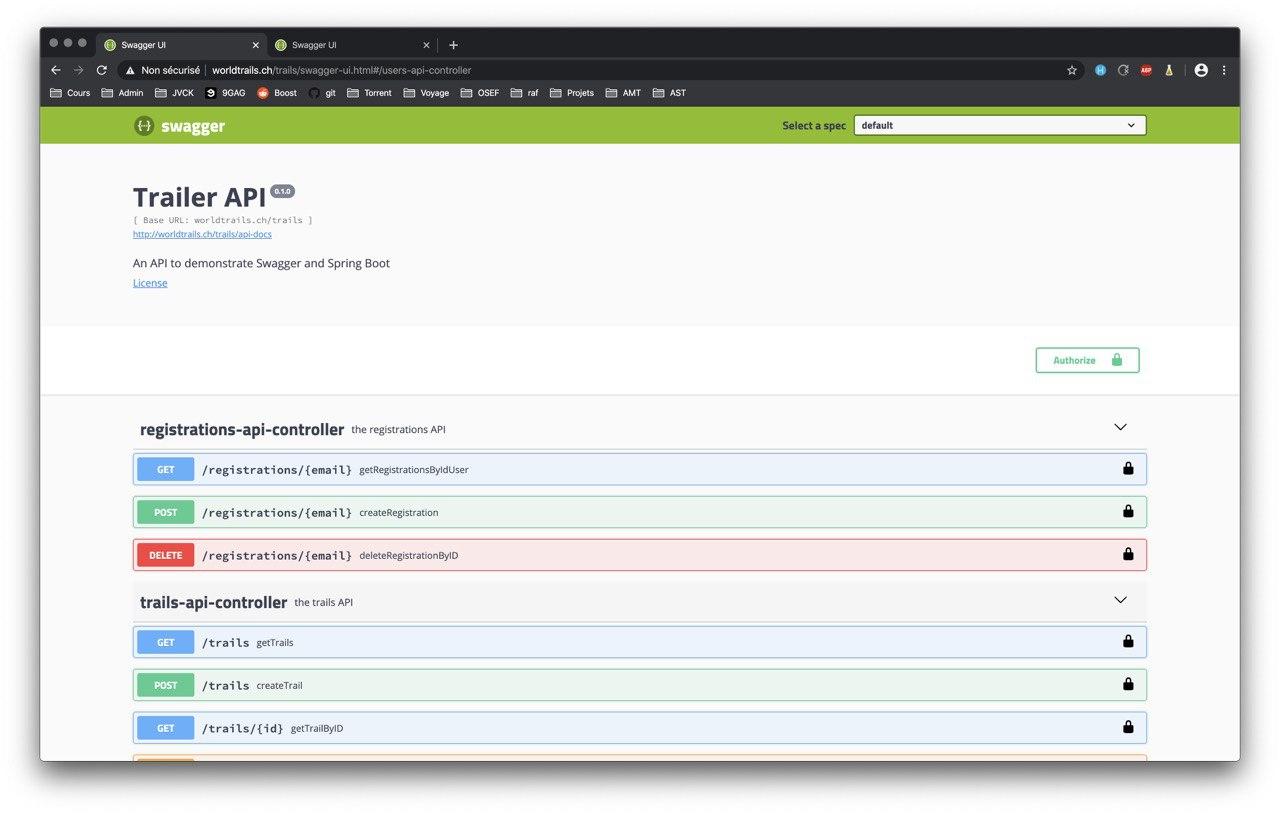 Swagger UI
Swagger UI
Non sécurisé worldtrails.ch/trails/swagger-ui.html#/users-api-controller
ABP
Cours Admin JVCK 9GAG Boost git Torrent Voyage OSEF raf Projets AMT AST
swagger Select a spec default
Trailer API 0.1.0
[ Base URL: worldtrails.ch/trails ]
http://worldtrails.ch/trails/api-docs
An API to demonstrate Swagger and Spring Boot
License
Authorize
registrations-api-controller the registrations API
GET /registrations/{email} getRegistrationsByIdUser
POST /registrations/{email} createRegistration
DELETE /registrations/{email} deleteRegistrationByID
trails-api-controller the trails API
GET /trails getTrails
POST /trails createTrail
GET /trails/{id} getTrailByID